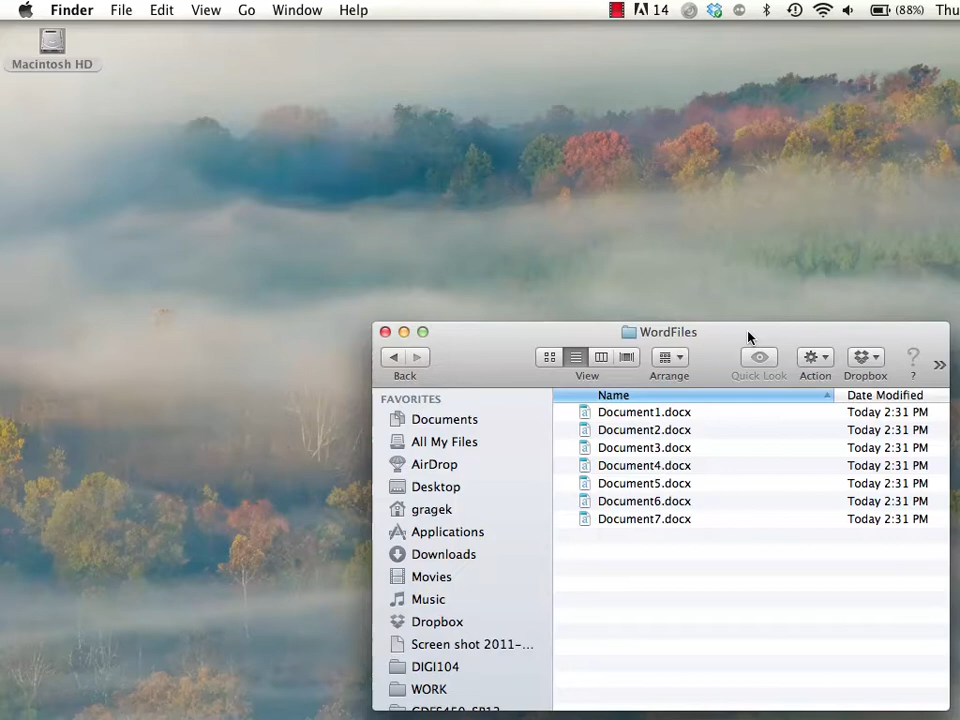 Finder File Edit View Go Window Help 14 (88%) Thu
Macintosh HD
WordFiles
Back View Arrange Quick Look Action Dropbox ?
FAVORITES
Documents
All My Files
AirDrop
Desktop
gragek
Applications
Downloads
Movies
Music
Dropbox
Screen shot 2011-...
DIGI104
WORK
Name Date Modified
Document1.docx Today 2:31 PM
Document2.docx Today 2:31 PM
Document3.docx Today 2:31 PM
Document4.docx Today 2:31 PM
Document5.docx Today 2:31 PM
Document6.docx Today 2:31 PM
Document7.docx Today 2:31 PM